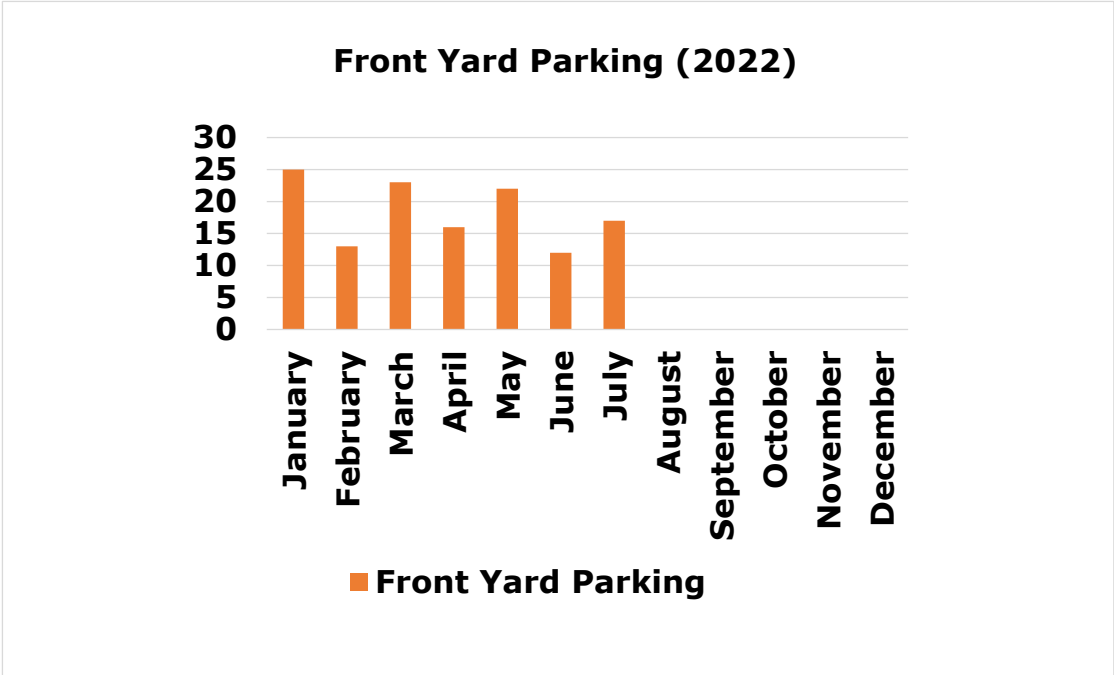 Front Yard Parking (2022)
30
25
20
15
10
5
0
January
February
March
April
May
June
July
August
September
October
November
December
Front Yard Parking